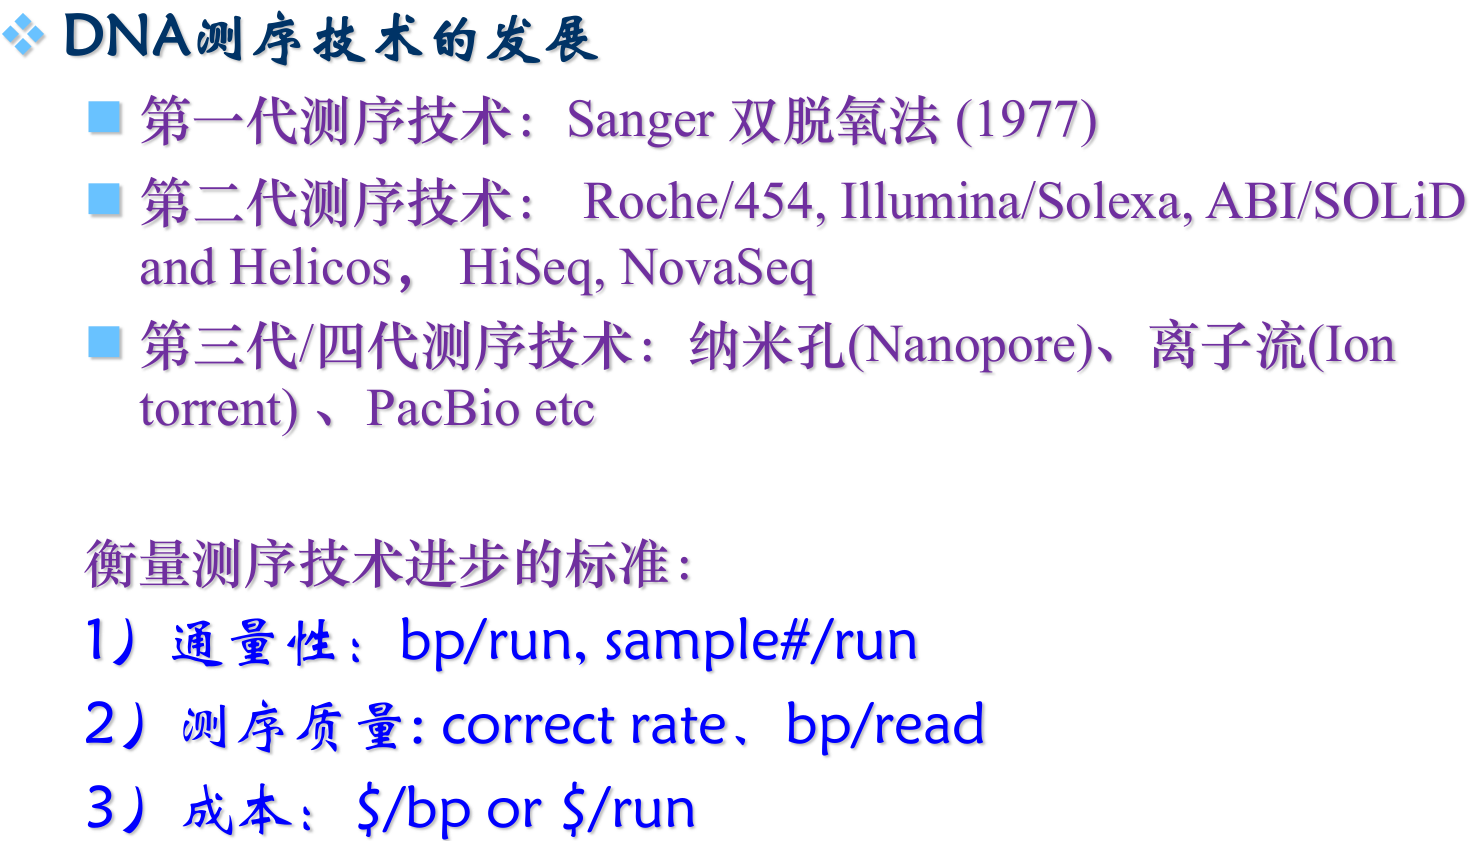 DNA测序技术的发展
第一代测序技术：Sanger 双脱氧法 (1977)
第二代测序技术： Roche/454, Illumina/Solexa, ABI/SOLiD
and Helicos， HiSeq, NovaSeq
第三代/四代测序技术：纳米孔(Nanopore)、离子流(Ion
torrent) 、PacBio etc
衡量测序技术进步的标准：
1）通量性：bp/run, sample#/run
2）测序质量: correct rate、bp/read
3）成本：$/bp or $/run